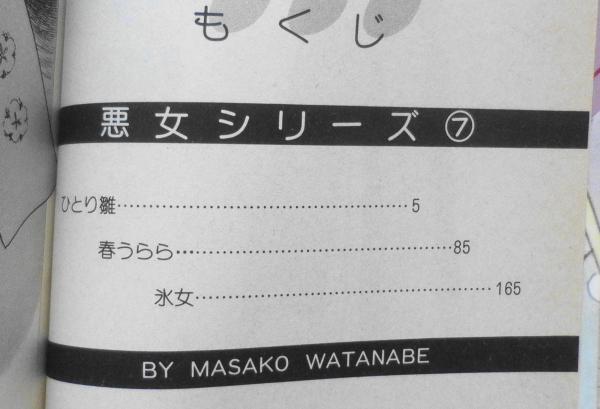 もくじ
悪女シリーズ⑦
ひとり雛……………………………………5
春うらら……………………………………85
氷女……………………………………165
BY MASAKO WATANABE